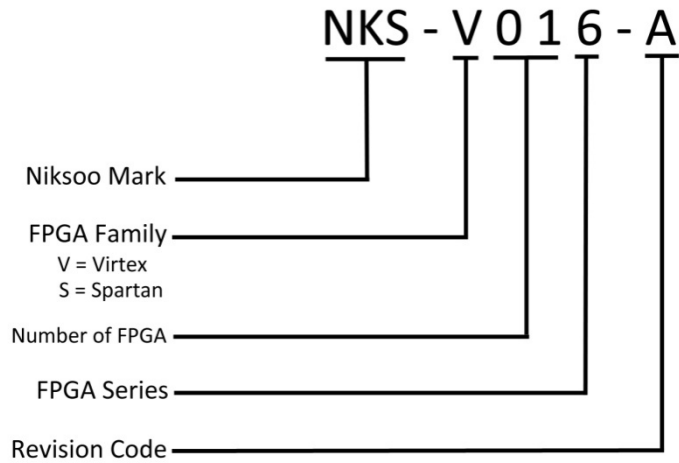 NKS - V 0 1 6 - A
Niksoo Mark
FPGA Family
V = Virtex
S = Spartan
Number of FPGA
FPGA Series
Revision Code